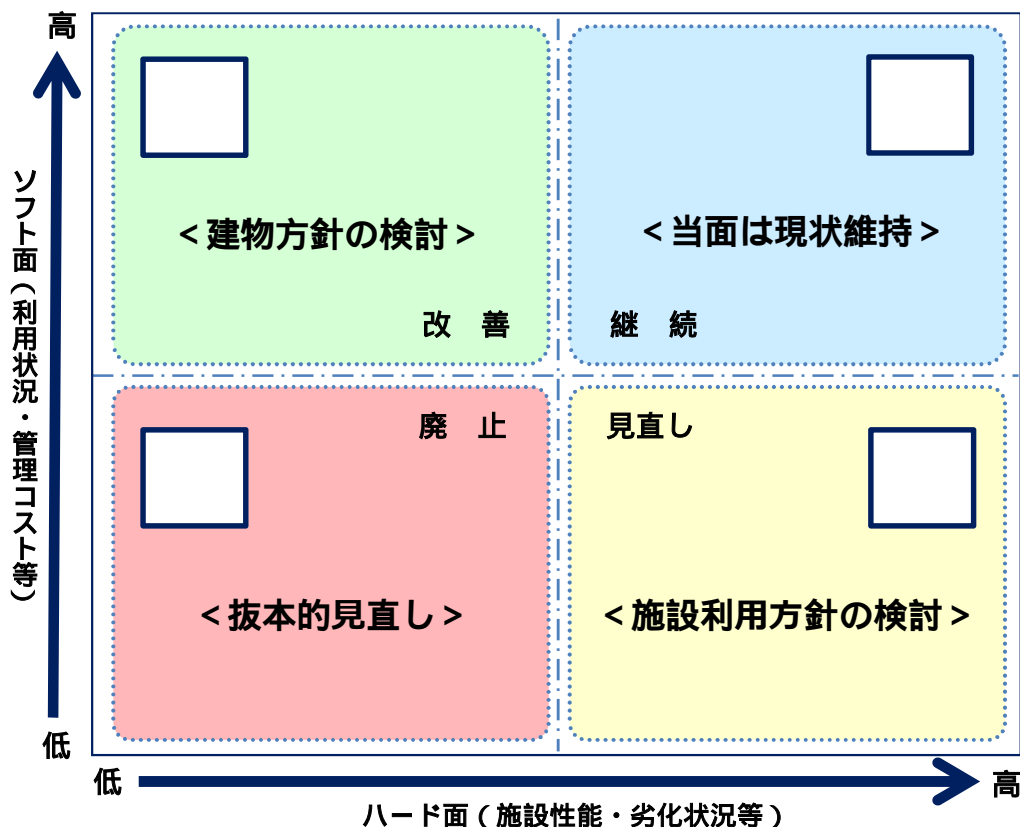 高
ソフト面（利用状況・管理コスト等）
＜建物方針の検討＞
改　善
＜当面は現状維持＞
継　続
廃　止
＜抜本的見直し＞
見直し
＜施設利用方針の検討＞
低
低
高
ハード面（施設性能・劣化状況等）